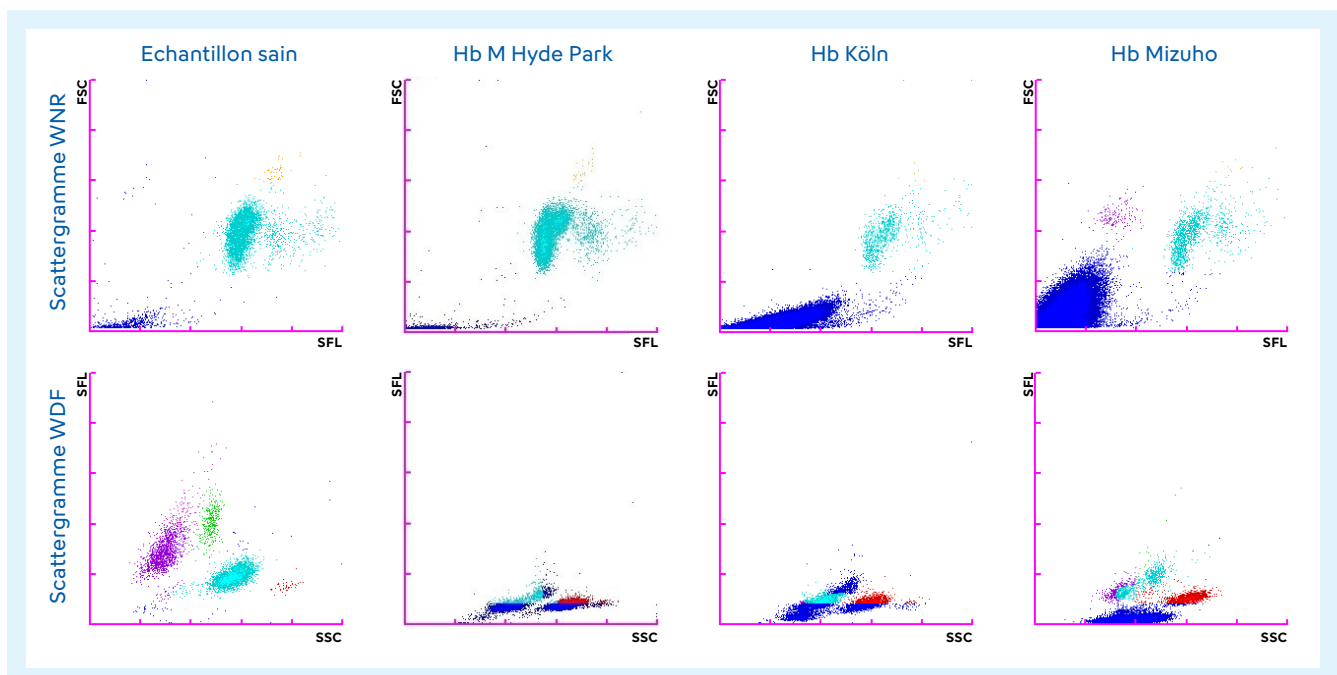 Echantillon sain
Hb M Hyde Park
Hb Köln
Hb Mizuho
Scattergramme WNR
FSC
SFL
FSC
SFL
FSC
SFL
FSC
SFL
Scattergramme WDF
SFL
SSC
SFL
SSC
SFL
SSC
SFL
SSC